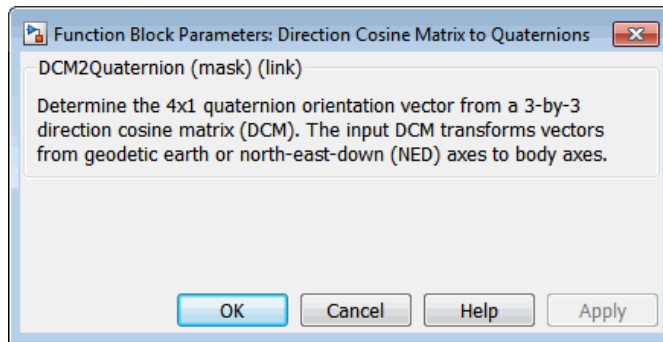 Function Block Parameters: Direction Cosine Matrix to Quaternions
DCM2Quaternion (mask) (link)
Determine the 4x1 quaternion orientation vector from a 3-by-3
direction cosine matrix (DCM). The input DCM transforms vectors
from geodetic earth or north-east-down (NED) axes to body axes.
OK Cancel Help Apply